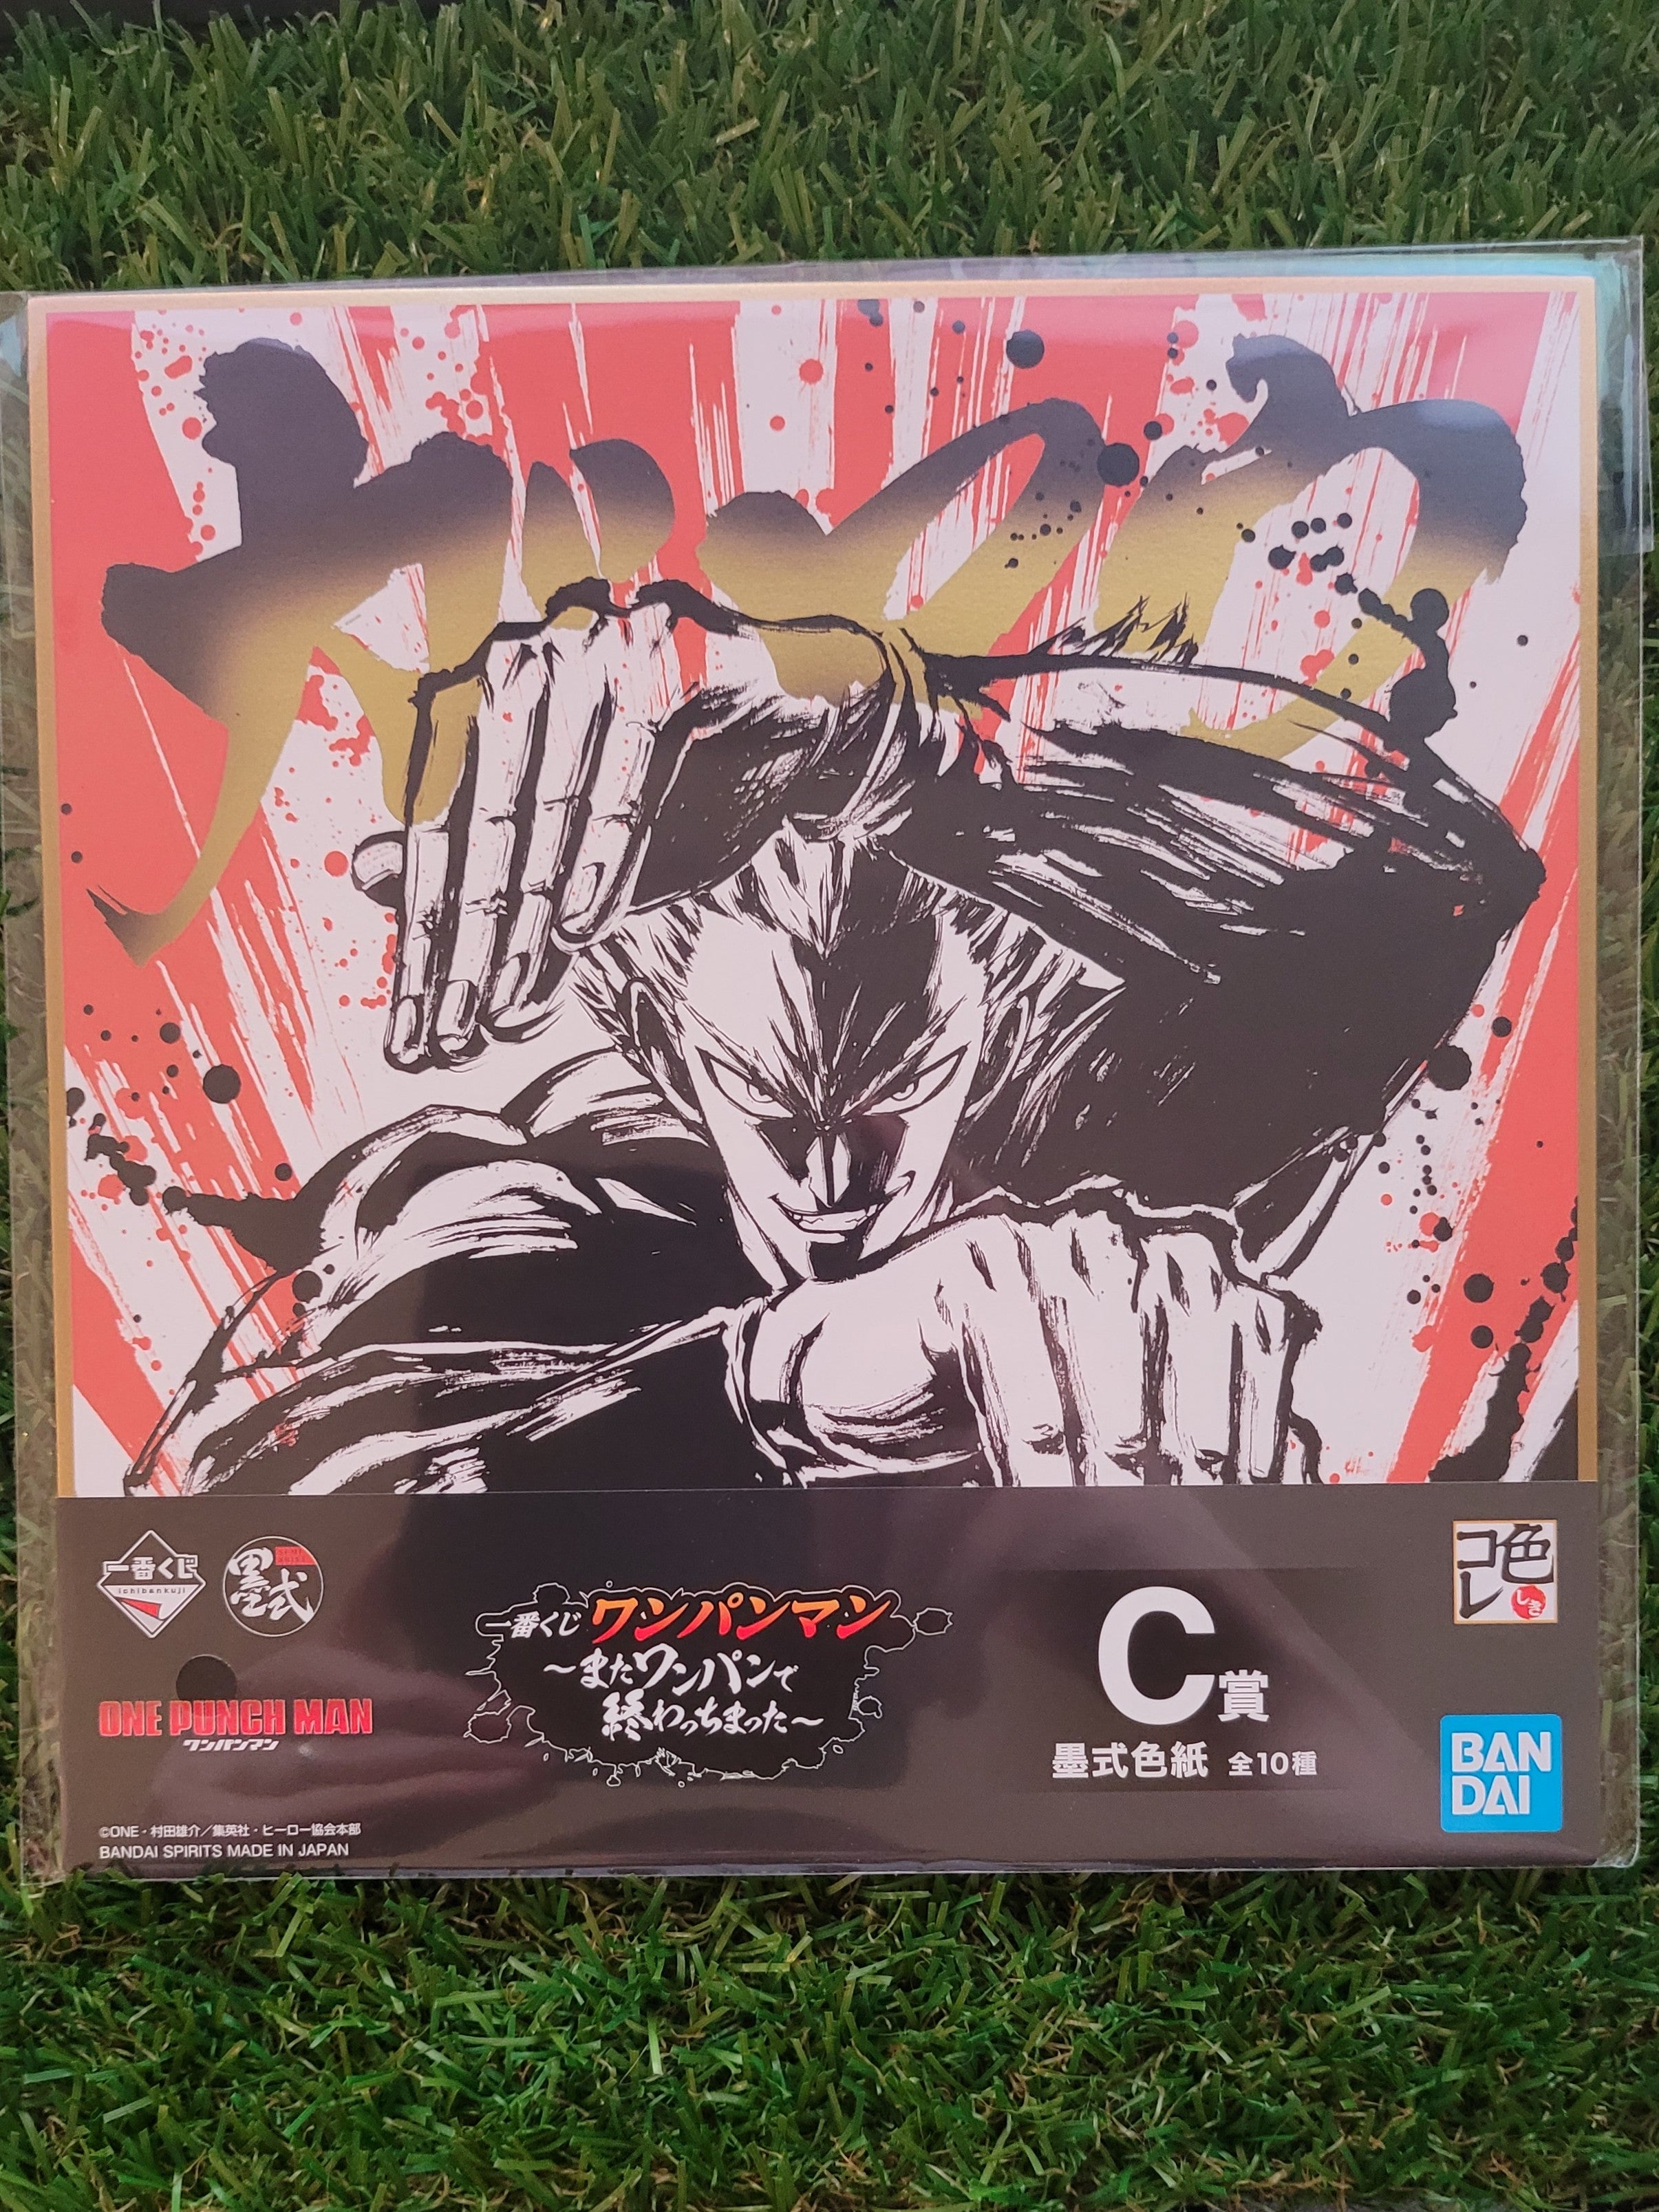 ガロウ
一番くじ
ichibankuji
墨式
一番くじ ワンパンマン
~まだワンパンで
終わっちまった~
C賞
墨式色紙 全10種
色
コレ
しき
ONE PUNCH MAN
ワンパンマン
BAN
DAI
©ONE・村田雄介/集英社・ヒーロー協会本部
BANDAI SPIRITS MADE IN JAPAN